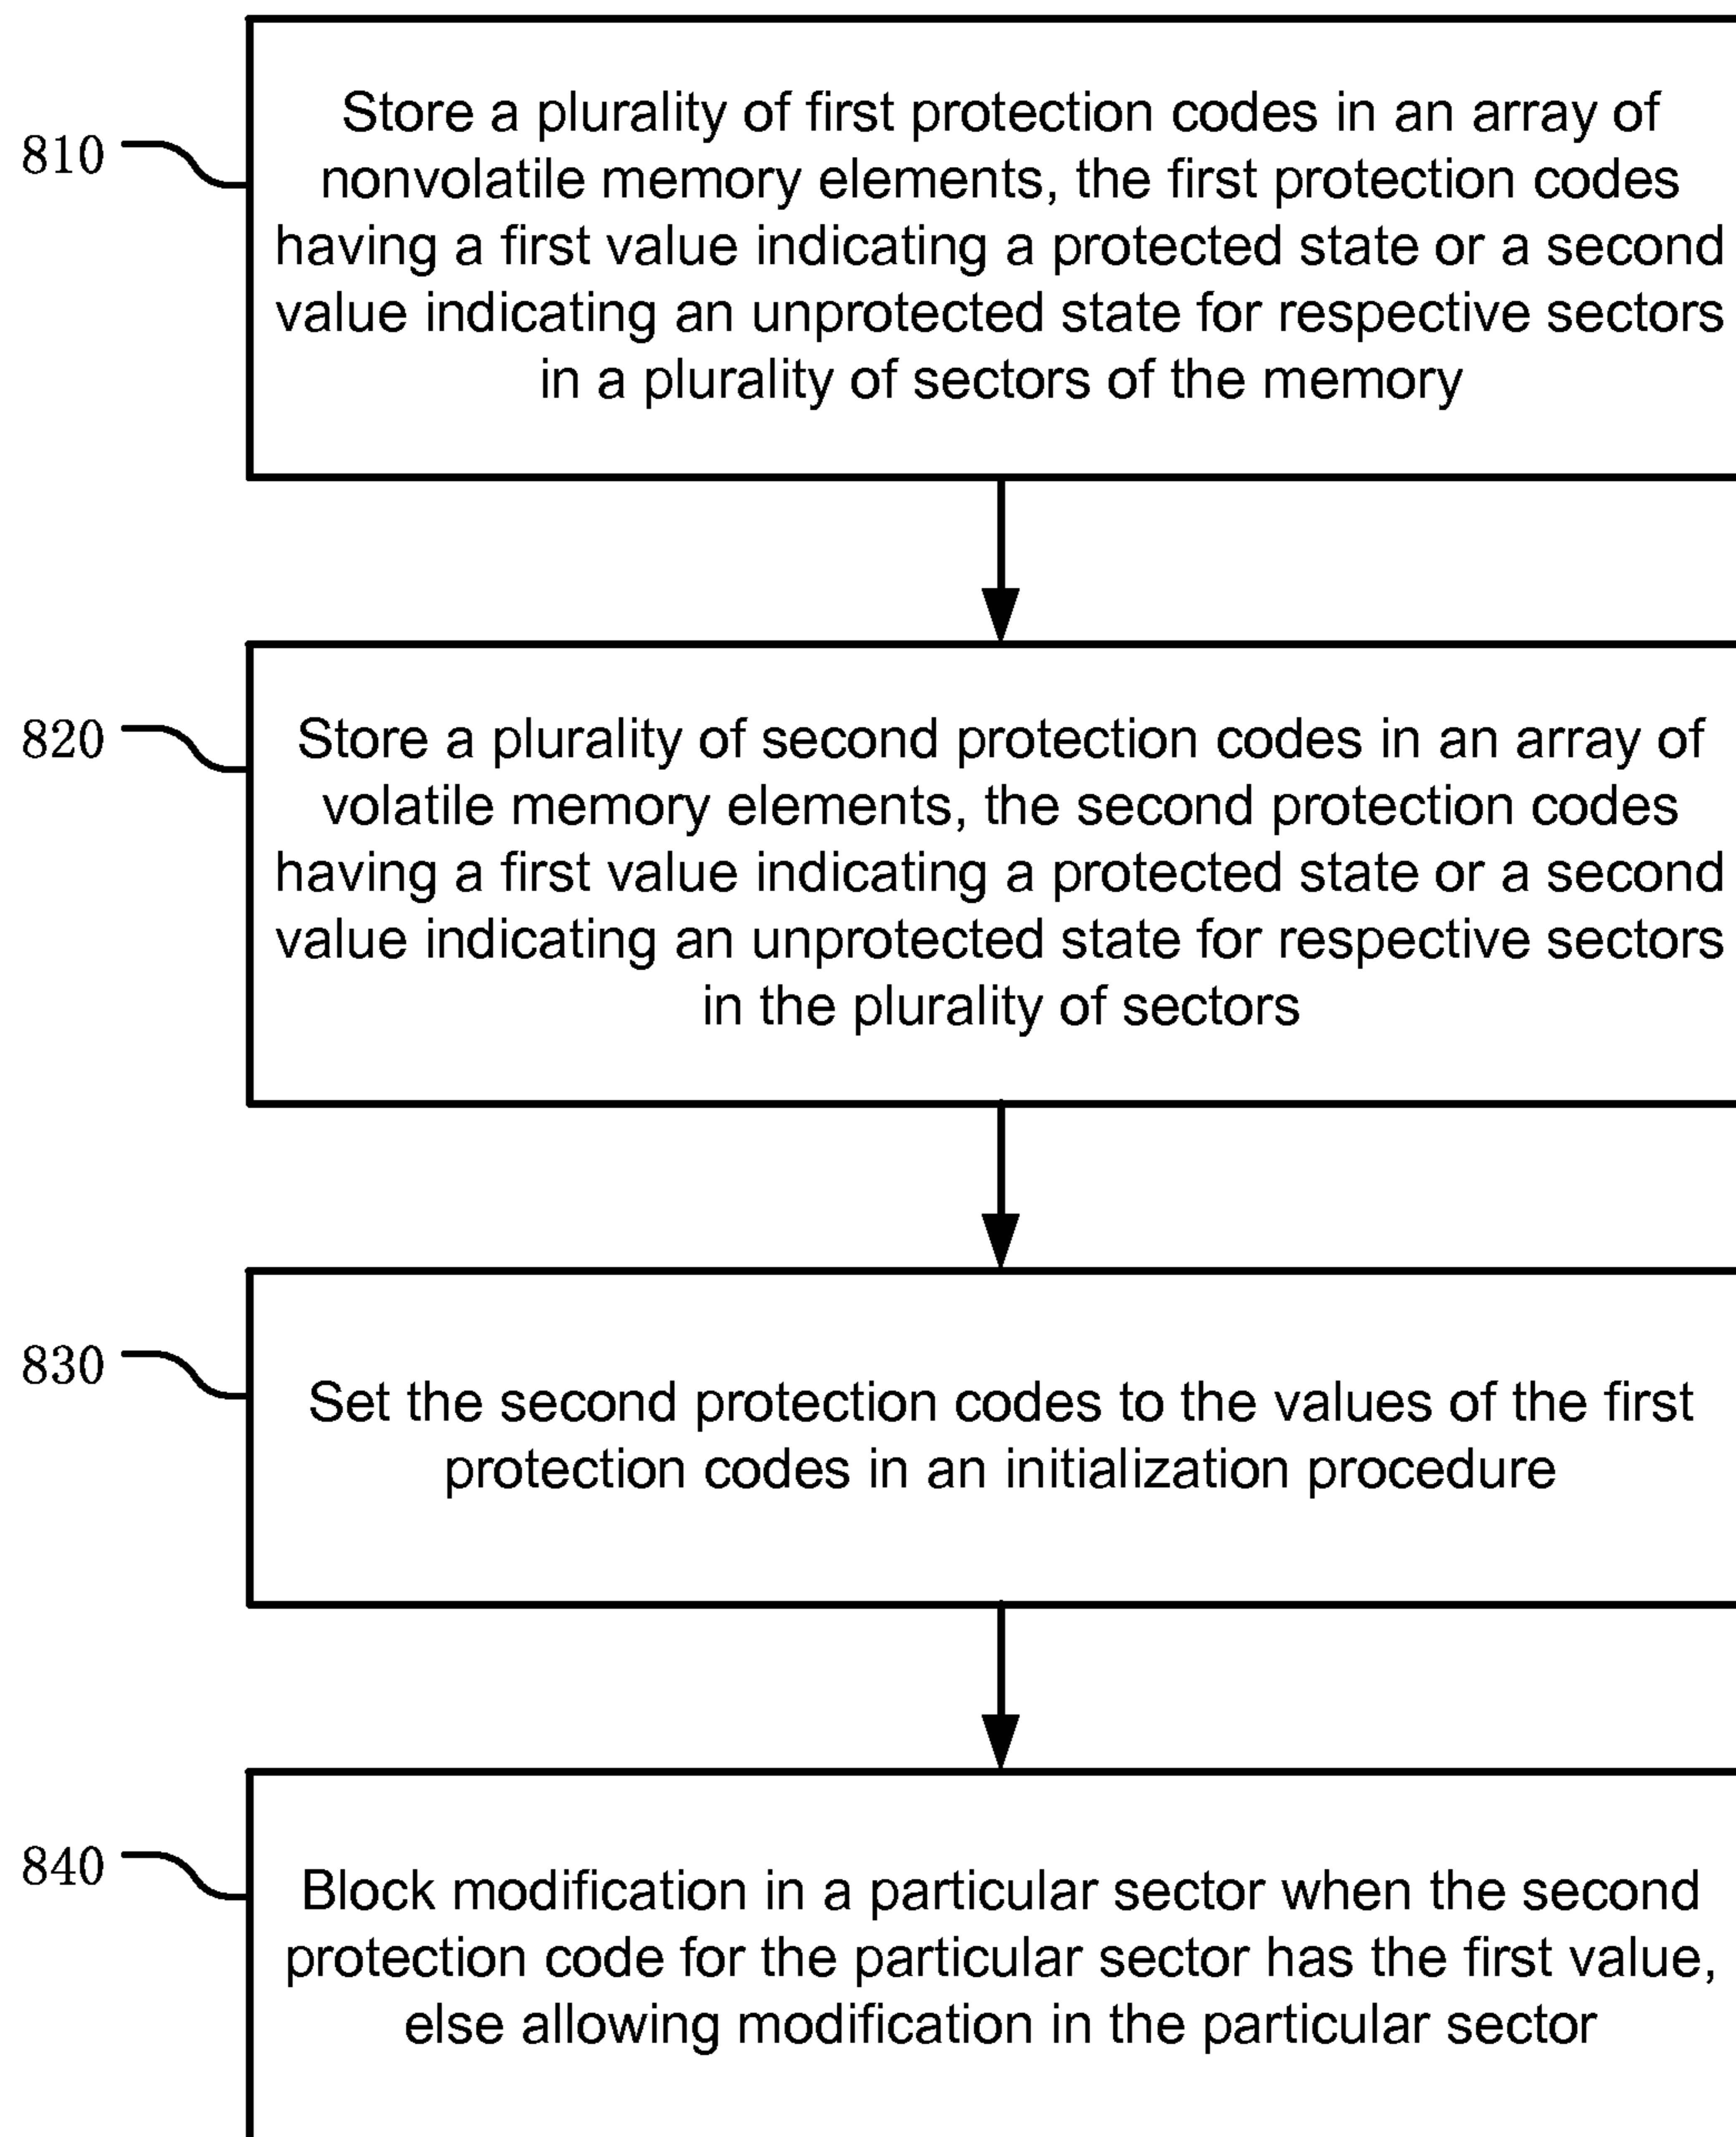 810
Store a plurality of first protection codes in an array of
nonvolatile memory elements, the first protection codes
having a first value indicating a protected state or a second
value indicating an unprotected state for respective sectors
in a plurality of sectors of the memory
820
Store a plurality of second protection codes in an array of
volatile memory elements, the second protection codes
having a first value indicating a protected state or a second
value indicating an unprotected state for respective sectors
in the plurality of sectors
830
Set the second protection codes to the values of the first
protection codes in an initialization procedure
840
Block modification in a particular sector when the second
protection code for the particular sector has the first value,
else allowing modification in the particular sector